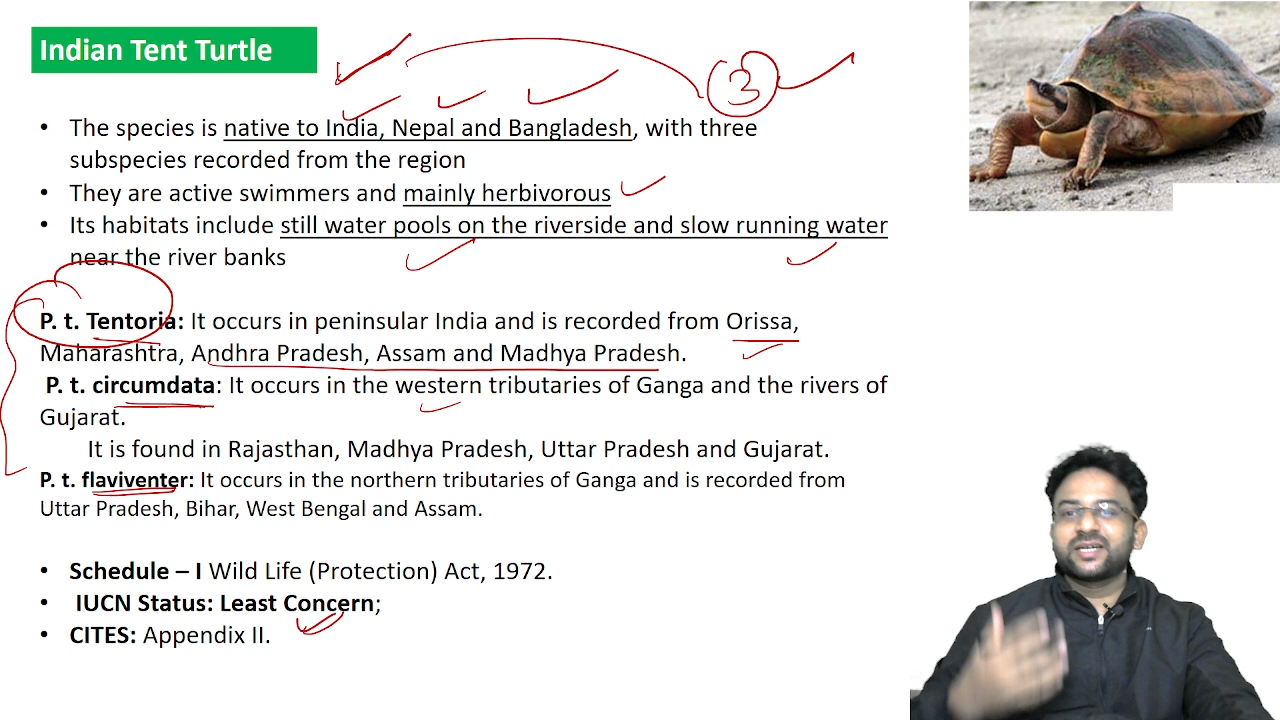 Indian Tent Turtle
3
• The species is native to India, Nepal and Bangladesh, with three
subspecies recorded from the region
• They are active swimmers and mainly herbivorous
• Its habitats include still water pools on the riverside and slow running water
near the river banks
P. t. Tentoria: It occurs in peninsular India and is recorded from Orissa,
Maharashtra, Andhra Pradesh, Assam and Madhya Pradesh.
P. t. circumdata: It occurs in the western tributaries of Ganga and the rivers of
Gujarat.
It is found in Rajasthan, Madhya Pradesh, Uttar Pradesh and Gujarat.
P. t. flaviventer: It occurs in the northern tributaries of Ganga and is recorded from
Uttar Pradesh, Bihar, West Bengal and Assam.
• Schedule – I Wild Life (Protection) Act, 1972.
• IUCN Status: Least Concern;
• CITES: Appendix II.